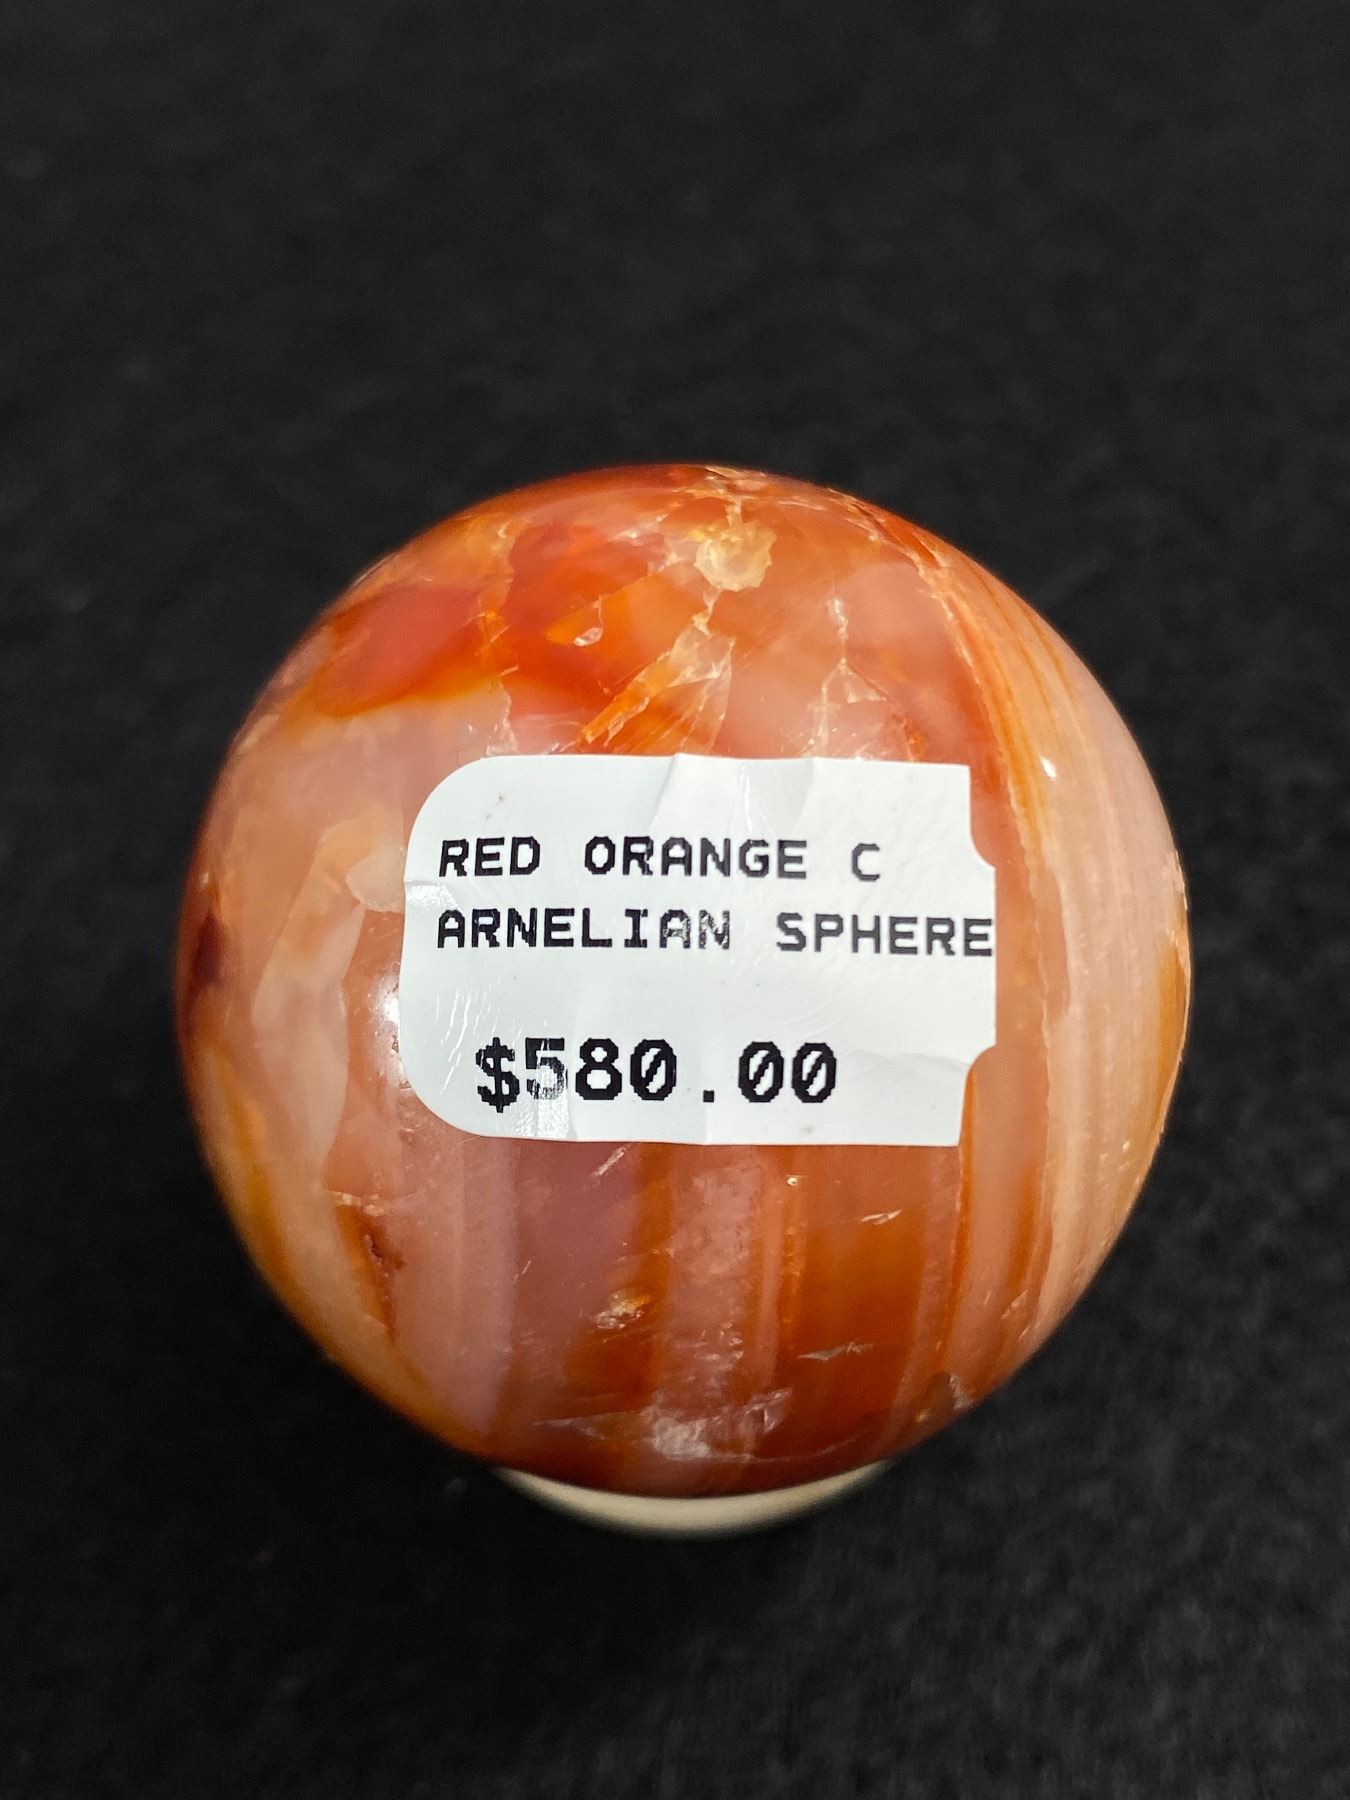 RED ORANGE C
ARNELIAN SPHERE
$580.00